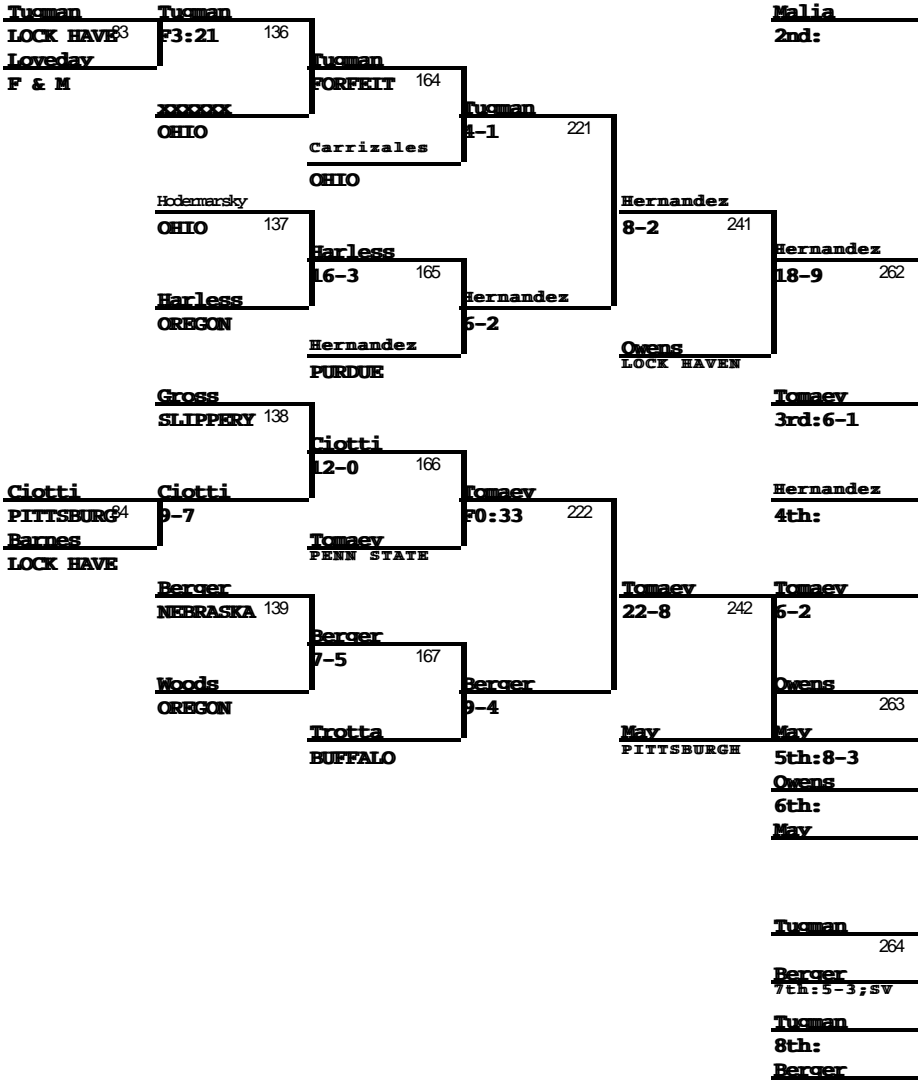 Tugman
LOCK HAVE 83
Loveday
F & M
Tugman
F3:21 136
xxxxxx
OHIO
Tugman
FORFEIT 164
Carrizales
OHIO
Tugman
4-1 221
Hodermarsky
OHIO 137
Harless
OREGON
Harless
16-3 165
Hernandez
PURDUE
Hernandez
6-2
Hernandez
8-2 241
Owens
LOCK HAVEN
Hernandez
18-9 262
Malia
2nd:
Gross
SLIPPERY 138
Ciotti
PITTSBURG 84
Barnes
LOCK HAVE
Ciotti
9-7
Ciotti
12-0 166
Tomaev
PENN STATE
Tomaev
F0:33 222
Berger
NEBRASKA 139
Woods
OREGON
Berger
7-5 167
Trotta
BUFFALO
Berger
9-4
Tomaev
22-8 242
May
PITTSBURGH
Tomaev
3rd:6-1
Hernandez
4th:
Tomaev
6-2
Owens
263
May
5th:8-3
Owens
6th:
May
Tugman
264
Berger
7th:5-3;SV
Tugman
8th:
Berger